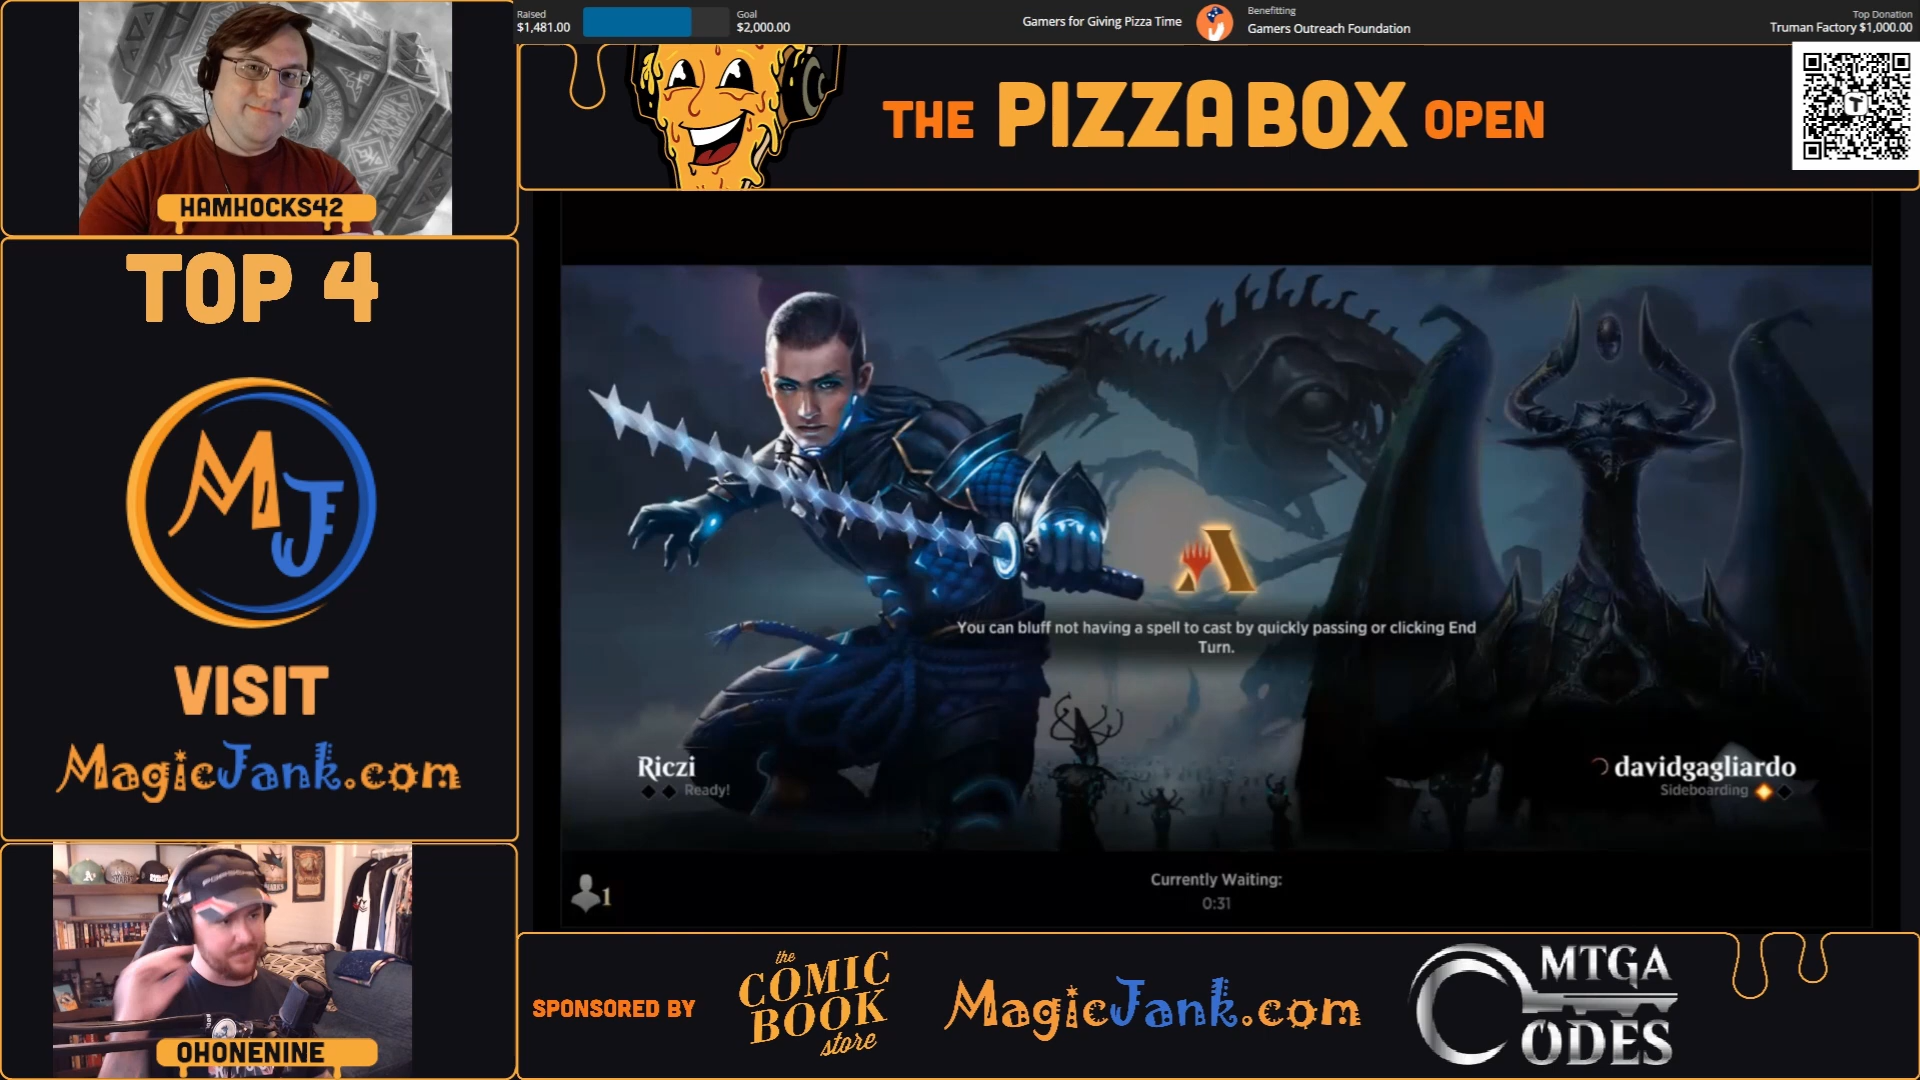 Raised
$1,481.00
Goal
$2,000.00
Gamers for Giving Pizza Time
Benefitting
Gamers Outreach Foundation
Top Donation
Truman Factory $1,000.00
THE PIZZA BOX OPEN
HAMHOCKS42
TOP 4
MJ
VISIT
MagicJank.com
You can bluff not having a spell to cast by quickly passing or clicking End
Turn.
Riczi
Ready!
davidgagliardo
Sideboarding
1
Currently Waiting:
0:31
OHONENINE
SPONSORED BY
the
COMIC
BOOK
store
MagicJank.com
MTGA
CODES